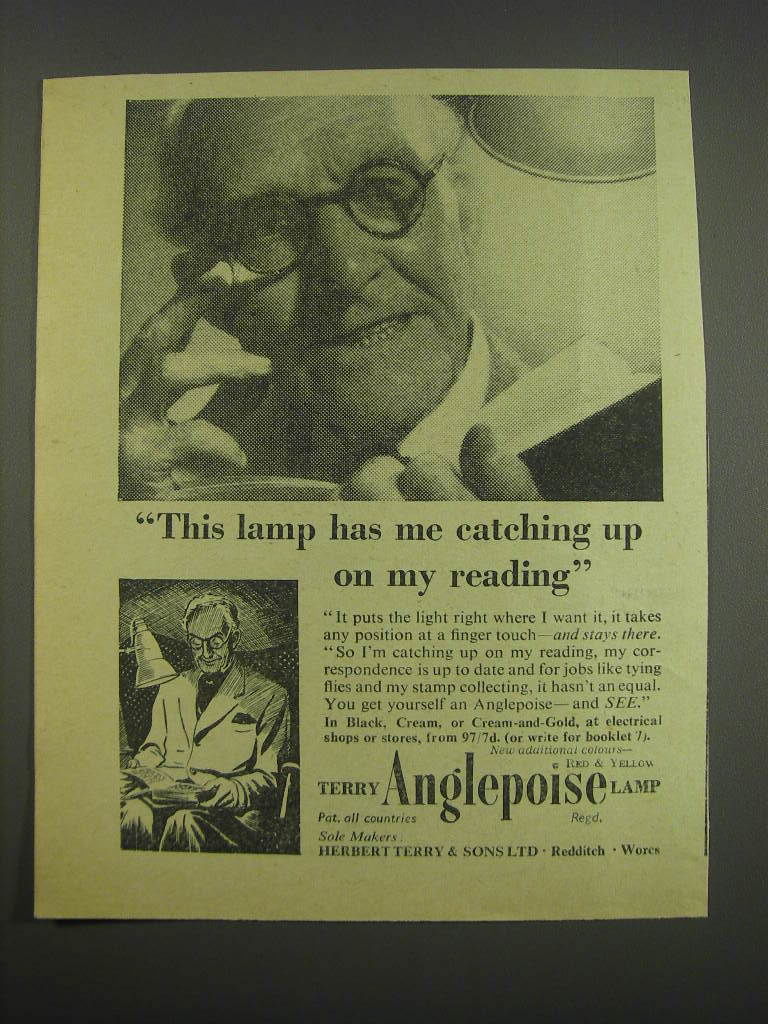 “This lamp has me catching up
on my reading”
“It puts the light right where I want it, it takes
any position at a finger touch—and stays there.
“So I’m catching up on my reading, my cor-
respondence is up to date and for jobs like tying
flies and my stamp collecting, it hasn’t an equal.
You get yourself an Anglepoise—and SEE.”
In Black, Cream, or Cream-and-Gold, at electrical
shops or stores, from 97/7d. (or write for booklet 7).
New additional colours—
RED & YELLOW
TERRY Anglepoise LAMP
Pat. all countries Regd.
Sole Makers:
HERBERT TERRY & SONS LTD · Redditch · Worcs